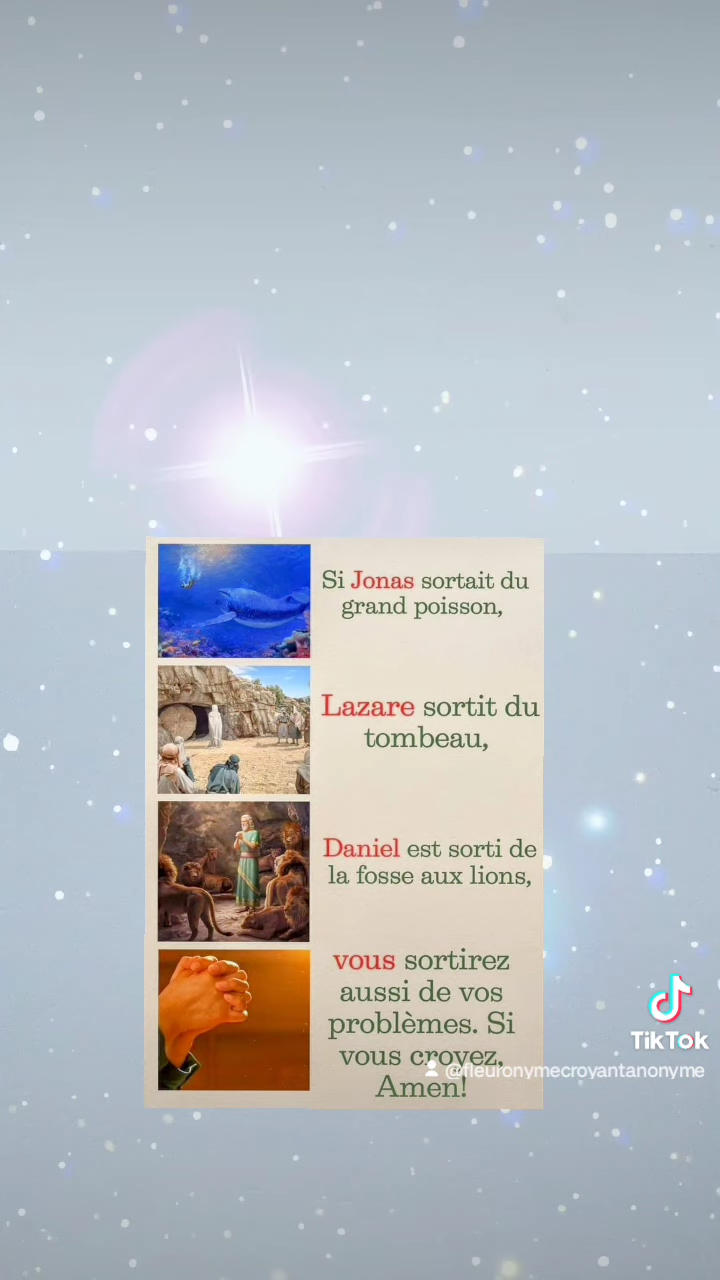 Si Jonas sortait du
grand poisson,
Lazare sortit du
tombeau,
Daniel est sorti de
la fosse aux lions,
vous sortirez
aussi de vos
problèmes. Si
vous croyez,
Amen!
TikTok
@fleuronymecroyantanonyme